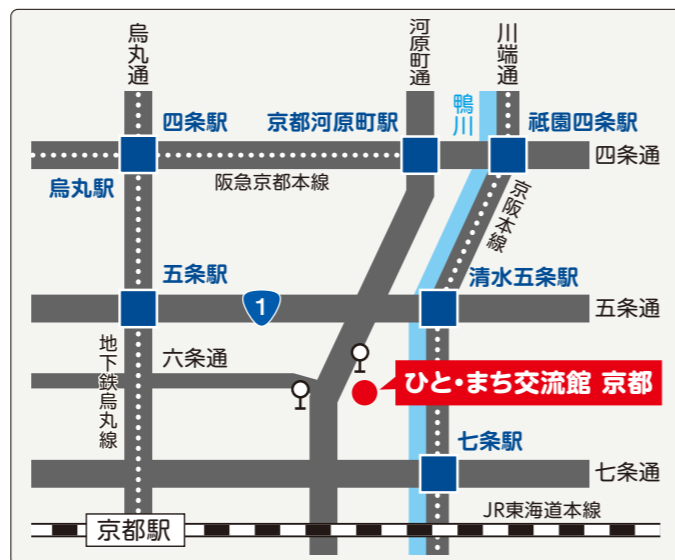 烏丸通
河原町通
川端通
鴨川
四条駅
京都河原町駅
祇園四条駅
四条通
烏丸駅
阪急京都本線
京阪本線
五条駅
1
清水五条駅
五条通
地下鉄烏丸線
六条通
ひと・まち交流館 京都
七条駅
七条通
JR東海道本線
京都駅